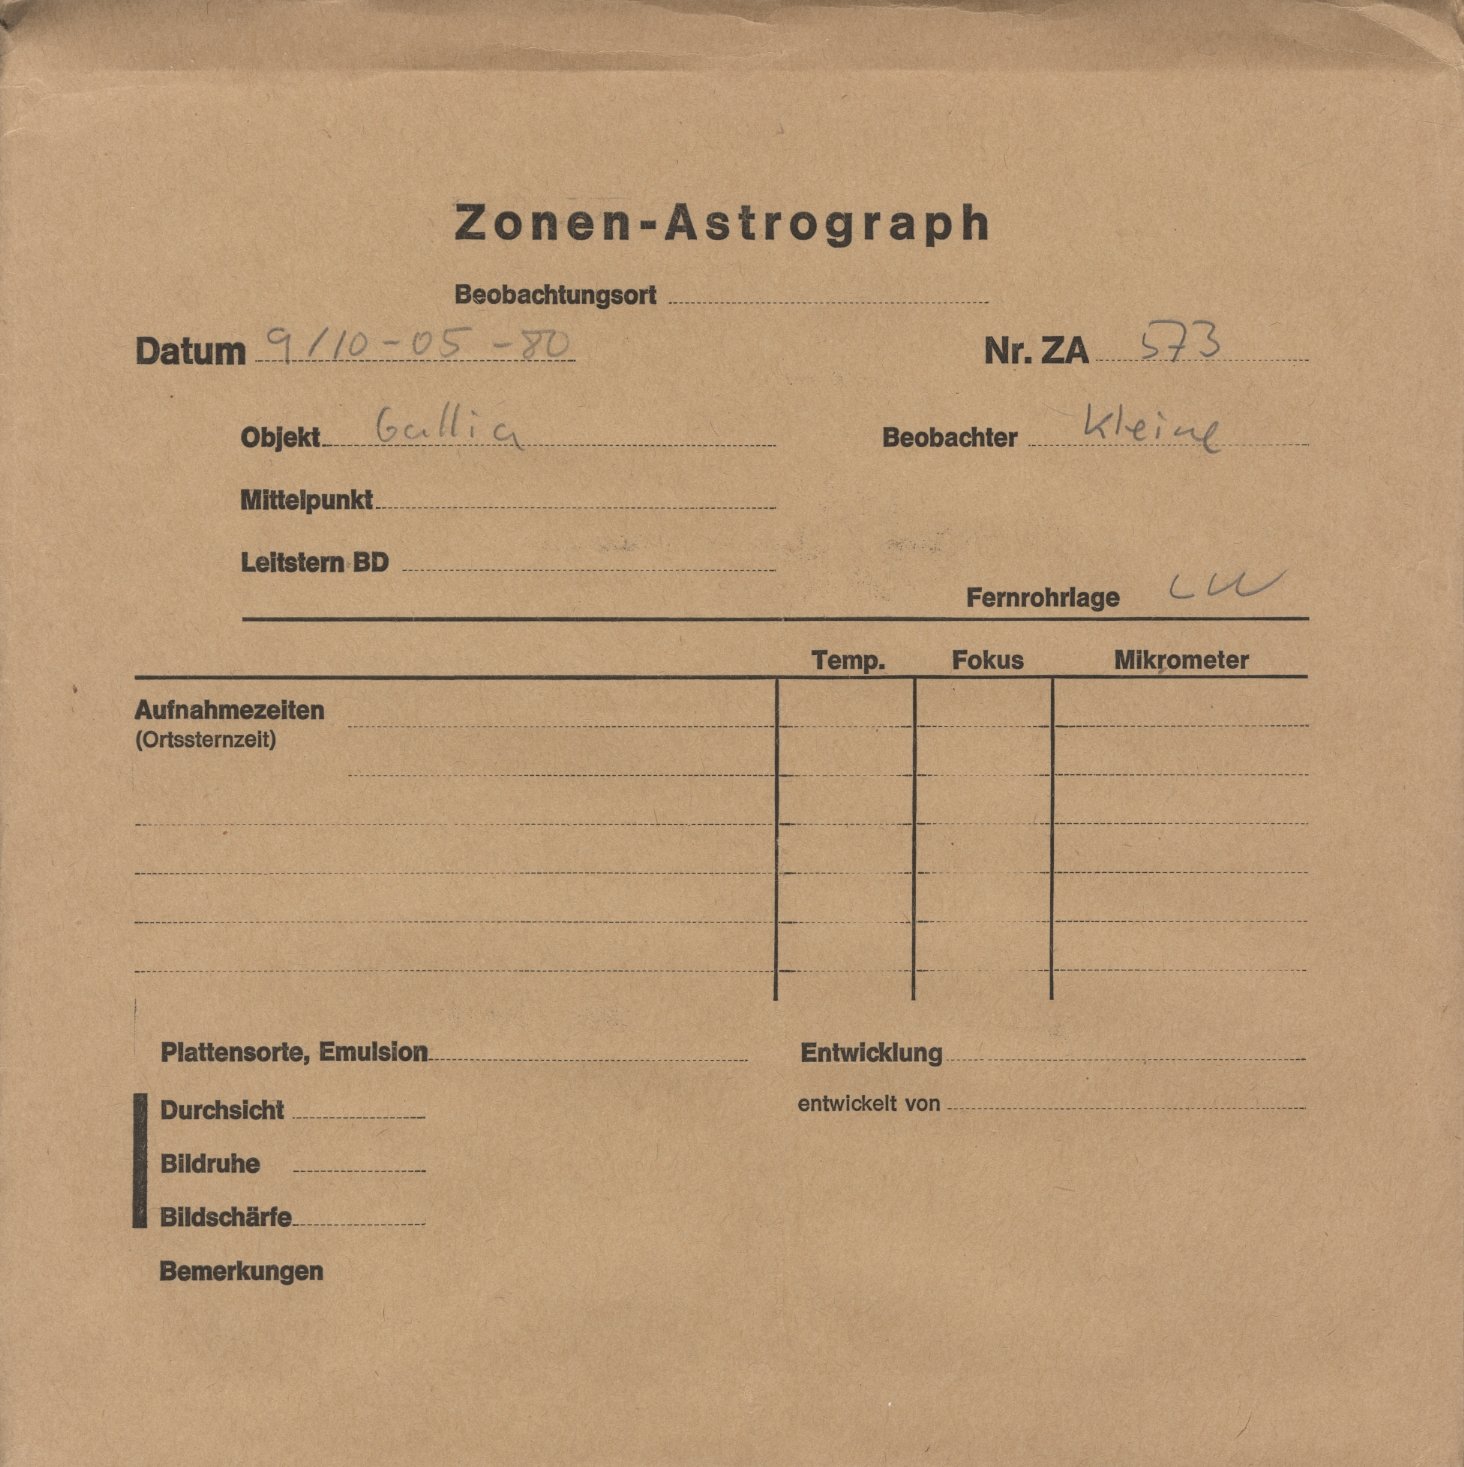 Zonen-Astrograph
Beobachtungsort
Datum 9/10-05-80 Nr. ZA 573
Objekt Gallia Beobachter Kleine
Mittelpunkt
Leitstern BD
Fernrohrlage LW
Temp. Fokus Mikrometer
Aufnahmezeiten
(Ortssternzeit)
Plattensorte, Emulsion Entwicklung
Durchsicht entwickelt von
Bildruhe
Bildschärfe
Bemerkungen